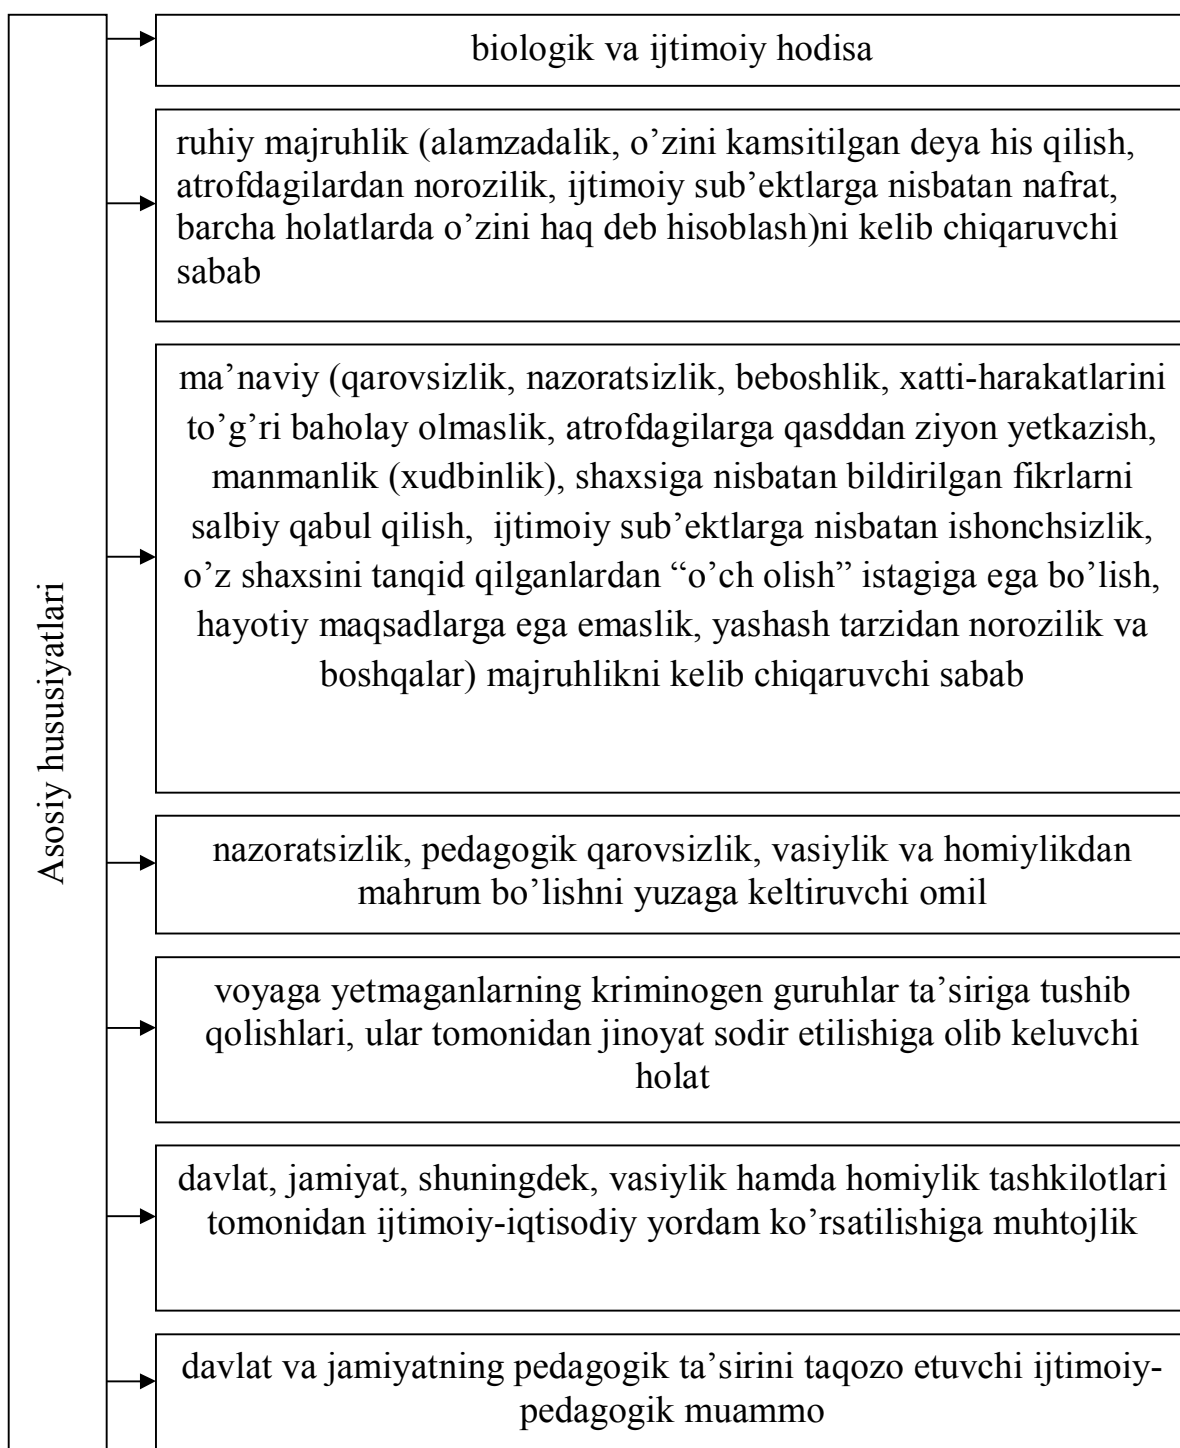 Asosiy hususiyatlari
biologik va ijtimoiy hodisa
ruhiy majruhlik (alamzadalik, o’zini kamsitilgan deya his qilish,
atrofdagilardan norozilik, ijtimoiy sub’ektlarga nisbatan nafrat,
barcha holatlarda o’zini haq deb hisoblash)ni kelib chiqaruvchi
sabab
ma’naviy (qarovsizlik, nazoratsizlik, beboshlik, xatti-harakatlarini
to’g’ri baholay olmaslik, atrofdagilarga qasddan ziyon yetkazish,
manmanlik (xudbinlik), shaxsiga nisbatan bildirilgan fikrlarni
salbiy qabul qilish, ijtimoiy sub’ektlarga nisbatan ishonchsizlik,
o’z shaxsini tanqid qilganlardan “o’ch olish” istagiga ega bo’lish,
hayotiy maqsadlarga ega emaslik, yashash tarzidan norozilik va
boshqalar) majruhlikni kelib chiqaruvchi sabab
nazoratsizlik, pedagogik qarovsizlik, vasiylik va homiylikdan
mahrum bo’lishni yuzaga keltiruvchi omil
voyaga yetmaganlarning kriminogen guruhlar ta’siriga tushib
qolishlari, ular tomonidan jinoyat sodir etilishiga olib keluvchi
holat
davlat, jamiyat, shuningdek, vasiylik hamda homiylik tashkilotlari
tomonidan ijtimoiy-iqtisodiy yordam ko’rsatilishiga muhtojlik
davlat va jamiyatning pedagogik ta’sirini taqozo etuvchi ijtimoiy-
pedagogik muammo